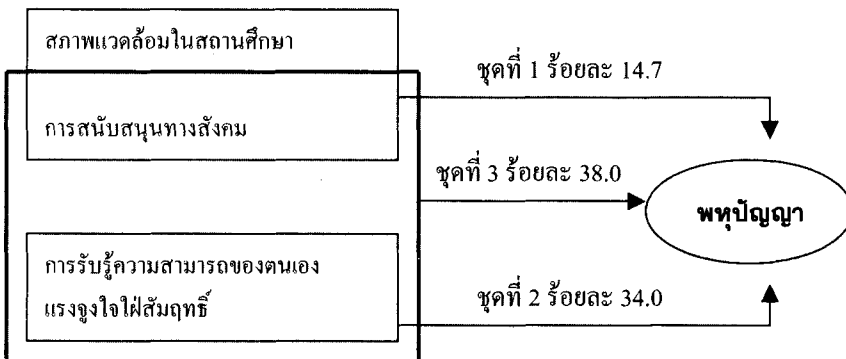 สภาพแวดล้อมในสถานศึกษา
ชุดที่ 1 ร้อยละ 14.7
การสนับสนุนทางสังคม
ชุดที่ 3 ร้อยละ 38.0
พหุปัญญา
การรับรู้ความสามารถของตนเอง
แรงจูงใจใฝ่สัมฤทธิ์
ชุดที่ 2 ร้อยละ 34.0